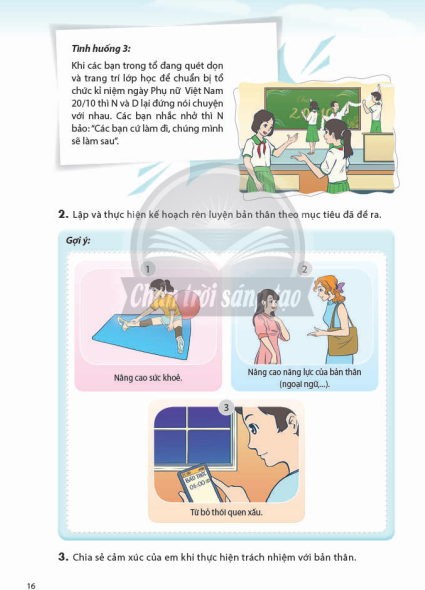 Tình huống 3:
Khi các bạn trong tổ đang quét dọn
và trang trí lớp học để chuẩn bị tổ
chức kỉ niệm ngày Phụ nữ Việt Nam
20/10 thì N và D lại đứng nói chuyện
với nhau. Các bạn nhắc nhở thì N
bảo: "Các bạn cứ làm đi, chúng mình
sẽ làm sau".
2. Lập và thực hiện kế hoạch rèn luyện bản thân theo mục tiêu đã đề ra.
Gợi ý:
1
2
Chân trời sáng tạo
Nâng cao sức khoẻ.
Nâng cao năng lực của bản thân
(ngoại ngữ,...).
3
BÁO THỨC
05:00
Từ bỏ thói quen xấu.
3. Chia sẻ cảm xúc của em khi thực hiện trách nhiệm với bản thân.
16